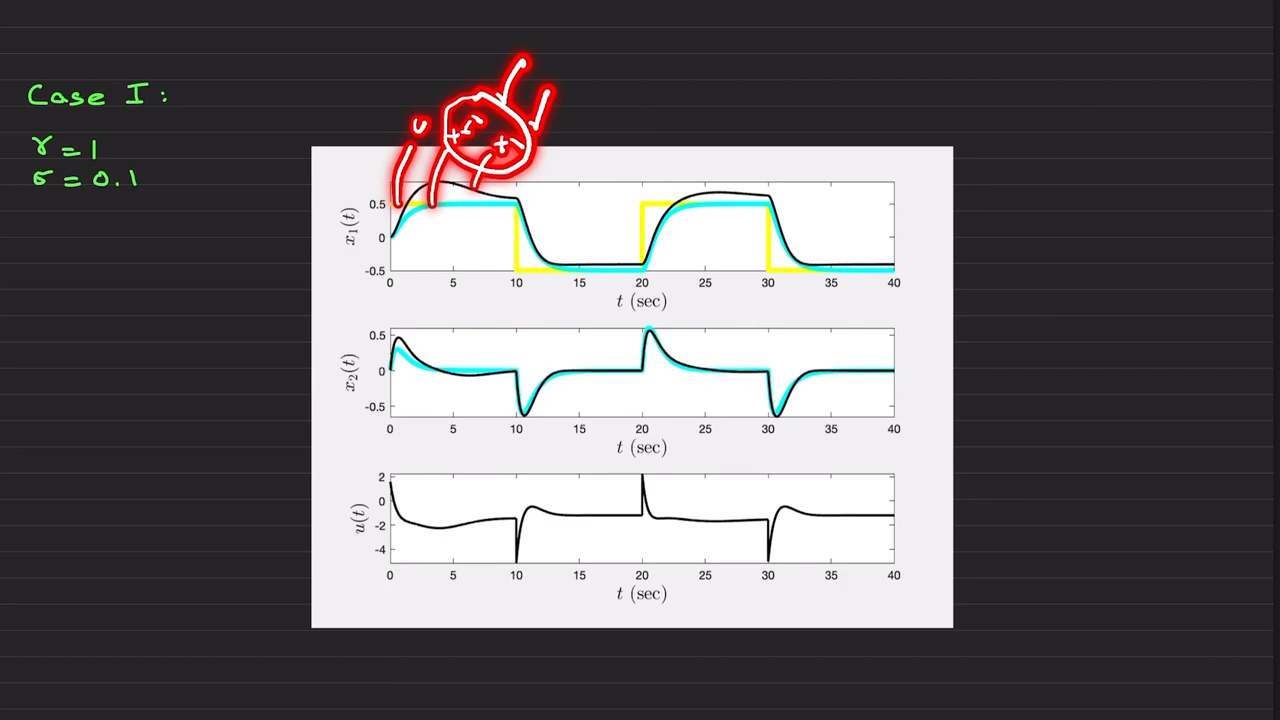 Case I:
γ = 1
σ = 0.1
0.5
0
-0.5
x₁(t)
0 5 10 15 20 25 30 35 40
t (sec)
0.5
0
-0.5
x₂(t)
0 5 10 15 20 25 30 35 40
t (sec)
2
0
-2
-4
u(t)
0 5 10 15 20 25 30 35 40
t (sec)